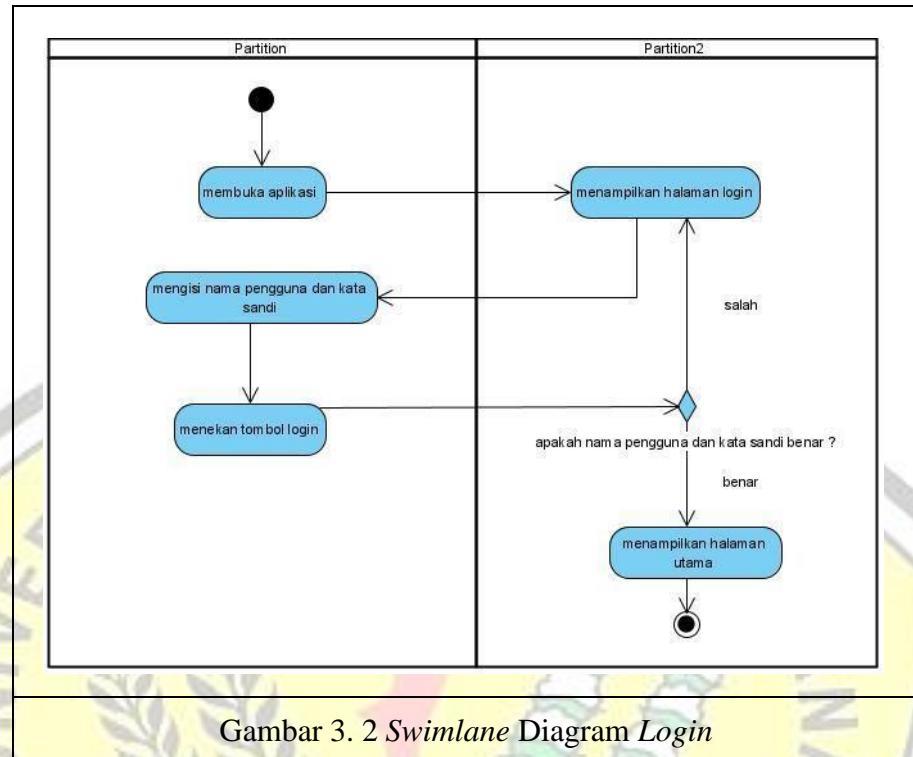 Partition
Partition2
membuka aplikasi
menampilkan halaman login
mengisi nama pengguna dan kata
sandi
salah
menekan tombol login
apakah nama pengguna dan kata sandi benar ?
benar
menampilkan halaman
utama
Gambar 3. 2 Swimlane Diagram Login